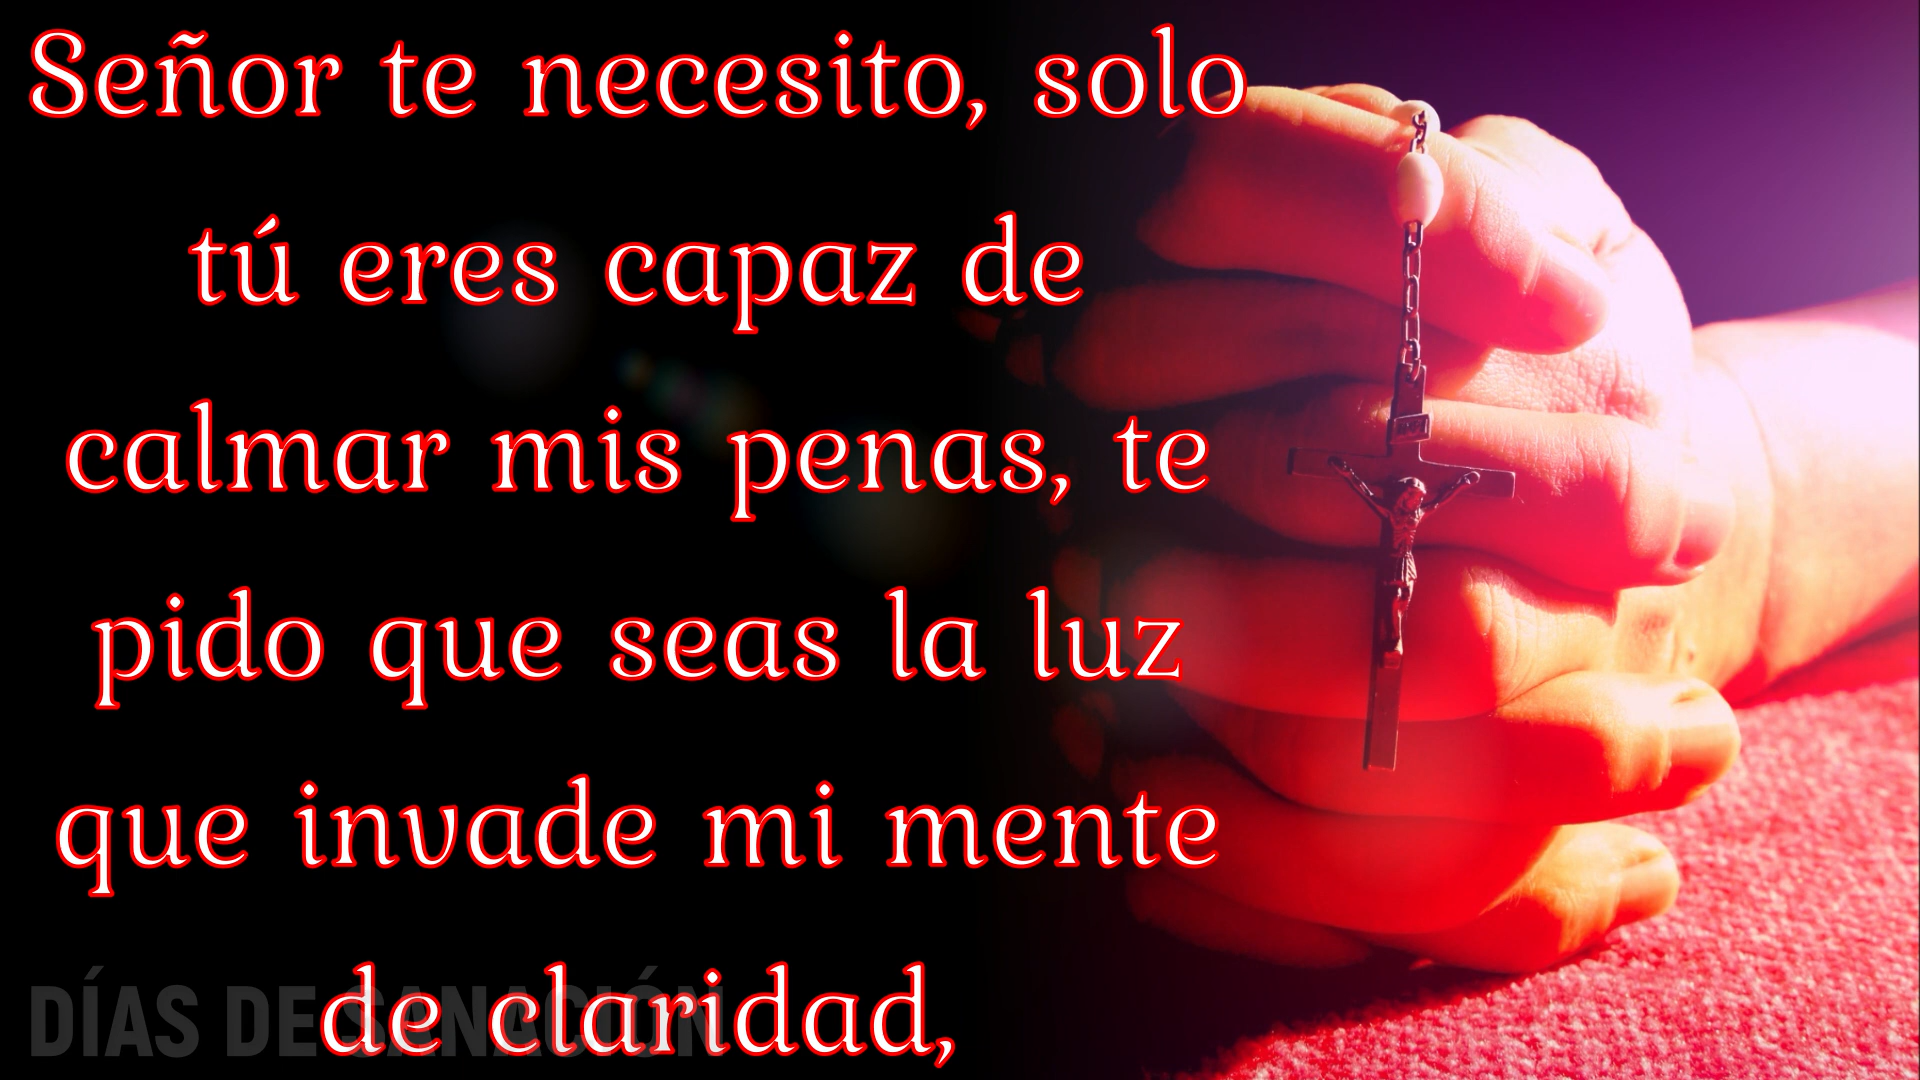 Señor te necesito, solo
tú eres capaz de
calmar mis penas, te
pido que seas la luz
que invade mi mente
de claridad,
DÍAS DE SANACIÓN